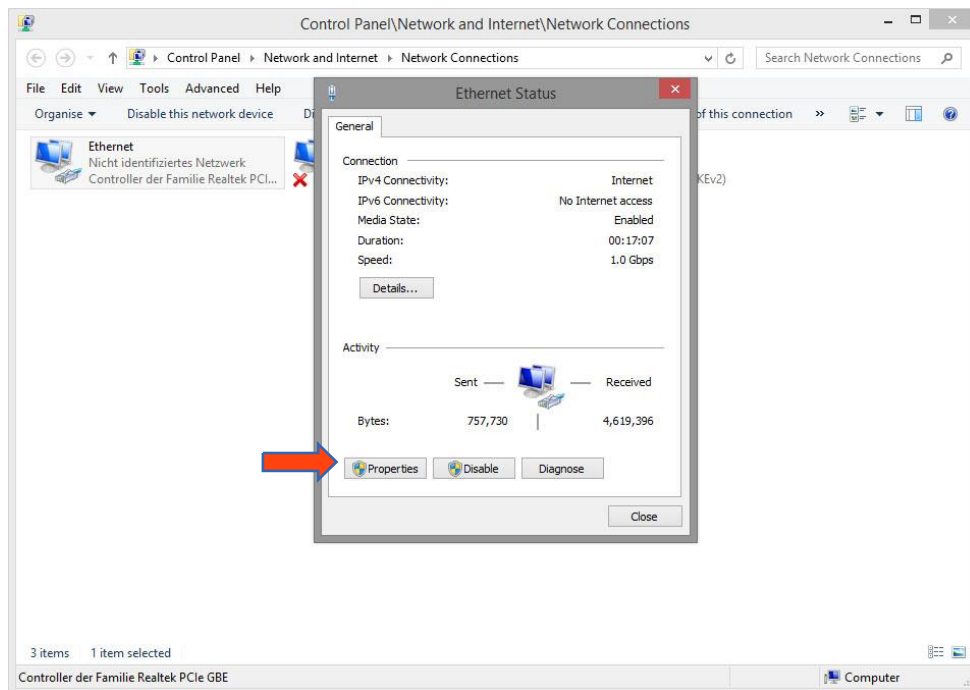 Control Panel\Network and Internet\Network Connections
Control Panel Network and Internet Network Connections
Search Network Connections
File Edit View Tools Advanced Help
Organise Disable this network device Di
of this connection »
Ethernet
Nicht identifiziertes Netzwerk
Controller der Familie Realtek PCI...
KEv2)
Ethernet Status
General
Connection
IPv4 Connectivity: Internet
IPv6 Connectivity: No Internet access
Media State: Enabled
Duration: 00:17:07
Speed: 1.0 Gbps
Details...
Activity
Sent Received
Bytes: 757,730 4,619,396
Properties Disable Diagnose
Close
3 items 1 item selected
Controller der Familie Realtek PCIe GBE Computer